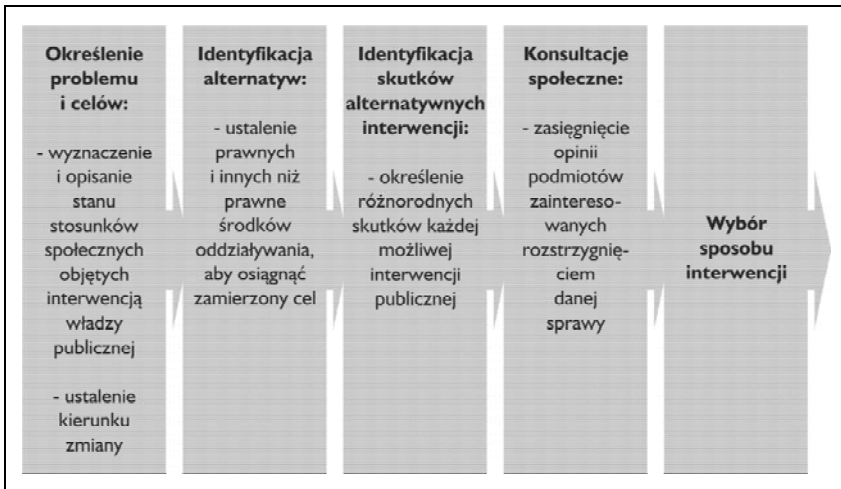 Określenie
problemu
i celów:
- wyznaczenie
i opisanie
stanu
stosunków
społecznych
objętych
interwencją
władzy
publicznej
- ustalenie
kierunku
zmiany
Identyfikacja
alternatyw:
- ustalenie
prawnych
i innych niż
prawne
środków
oddziaływania,
aby osiągnąć
zamierzony cel
Identyfikacja
skutków
alternatywnych
interwencji:
- określenie
różnorodnych
skutków każdej
możliwej
interwencji
publicznej
Konsultacje
społeczne:
- zasięgnięcie
opinii
podmiotów
zaintereso-
wanych
rozstrzygnię-
ciem
danej
sprawy
Wybór
sposobu
interwencji